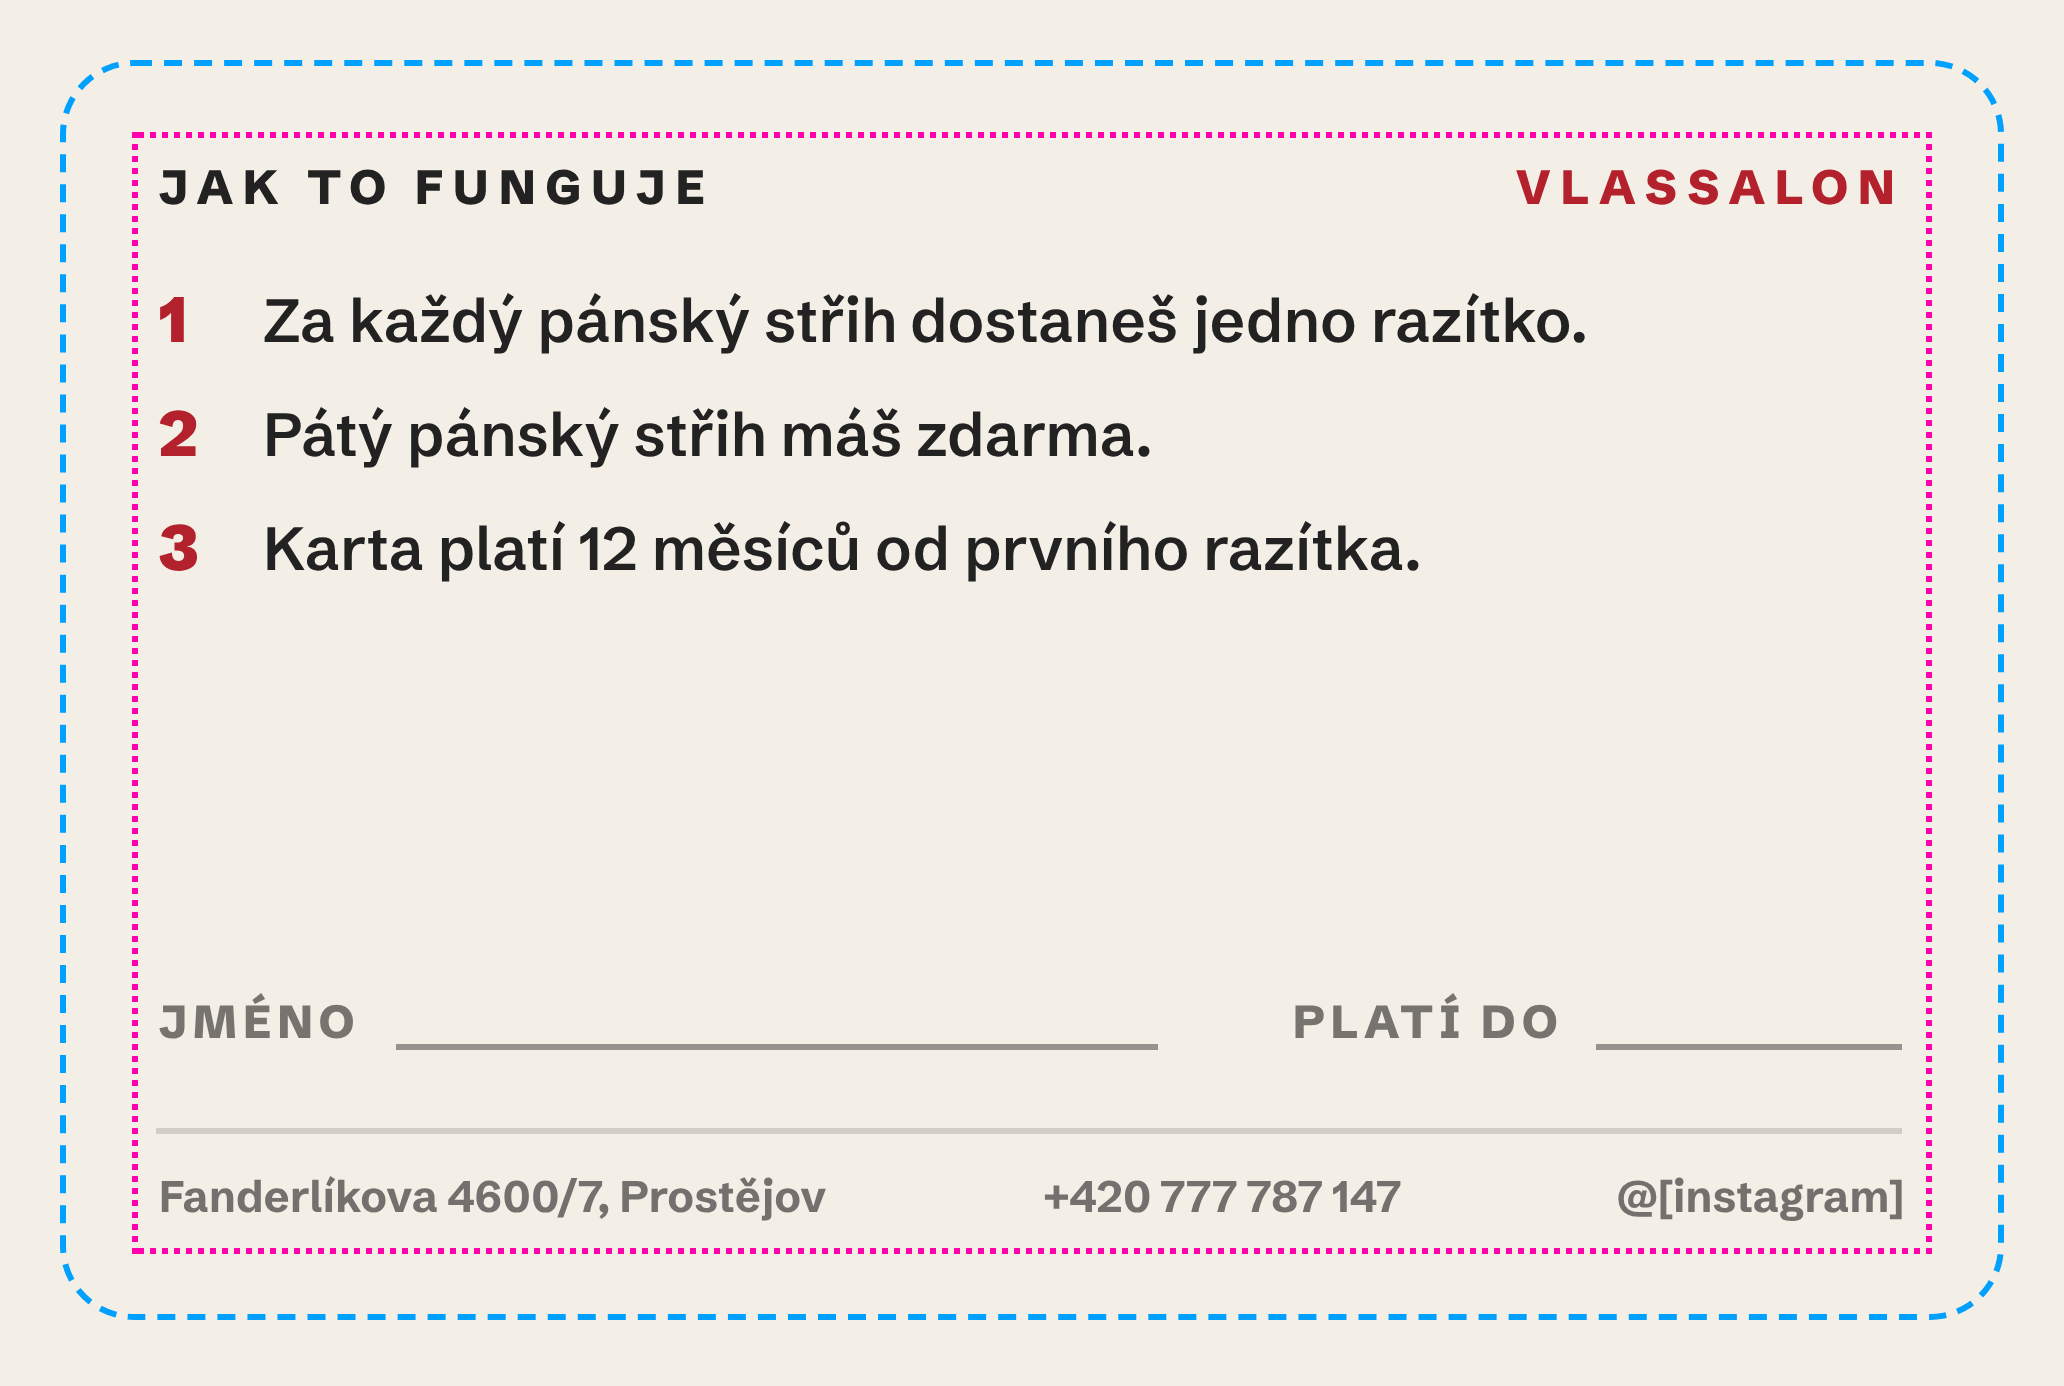 JAK TO FUNGUJE VLASSALON
1 Za každý pánský střih dostaneš jedno razítko.
2 Pátý pánský střih máš zdarma.
3 Karta platí 12 měsíců od prvního razítka.
JMÉNO PLATÍ DO
Fanderlíkova 4600/7, Prostějov +420 777 787 147 @[instagram]